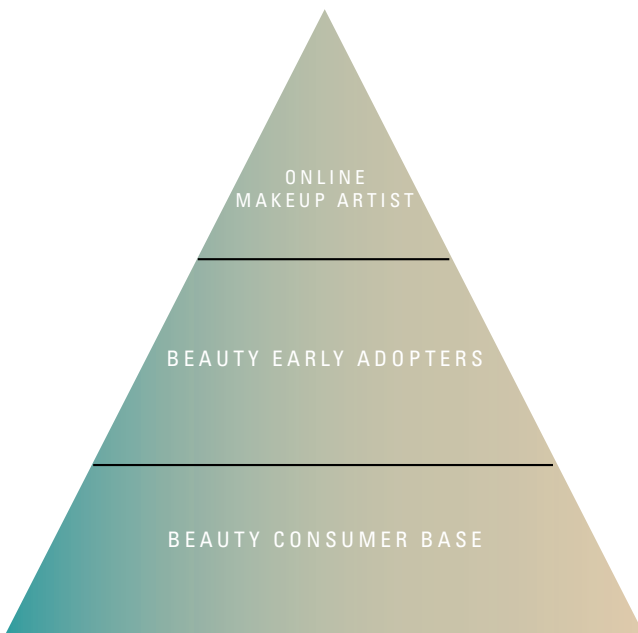 ONLINE
MAKEUP ARTIST
BEAUTY EARLY ADOPTERS
BEAUTY CONSUMER BASE